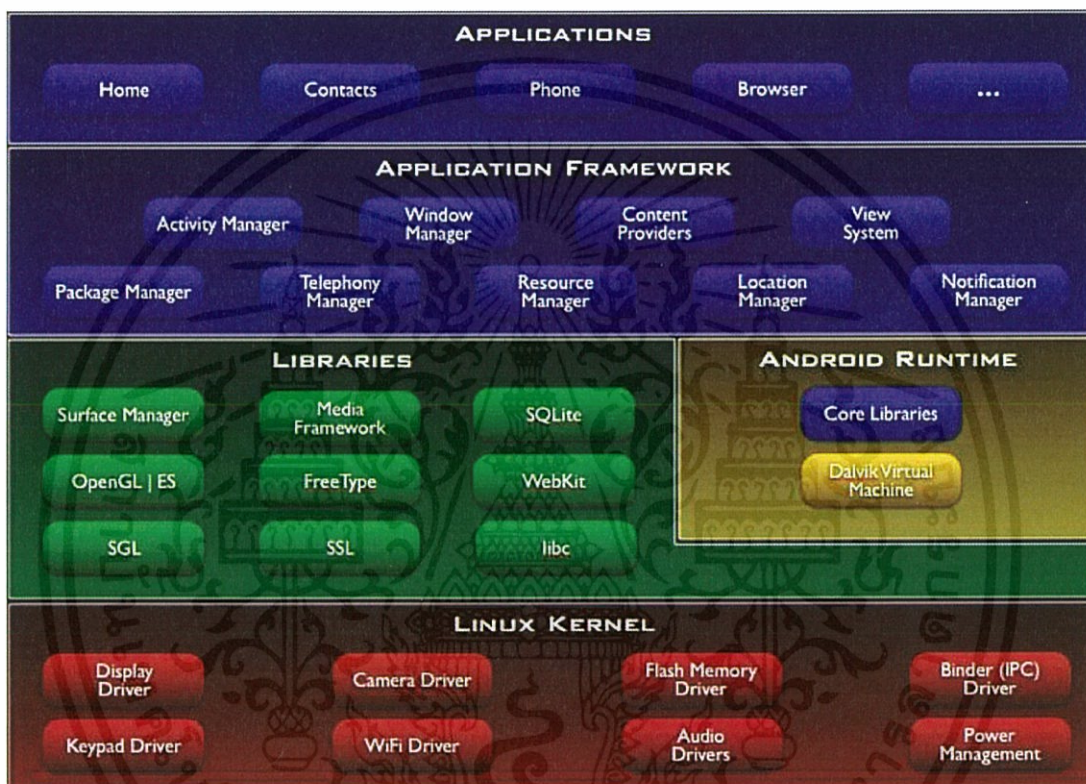 APPLICATIONS
Home
Contacts
Phone
Browser
...
APPLICATION FRAMEWORK
Activity Manager
Window
Manager
Content
Providers
View
System
Package Manager
Telephony
Manager
Resource
Manager
Location
Manager
Notification
Manager
LIBRARIES
Surface Manager
Media
Framework
SQLite
OpenGL | ES
FreeType
WebKit
SGL
SSL
libc
ANDROID RUNTIME
Core Libraries
Dalvik Virtual
Machine
LINUX KERNEL
Display
Driver
Camera Driver
Flash Memory
Driver
Binder (IPC)
Driver
Keypad Driver
WiFi Driver
Audio
Drivers
Power
Management